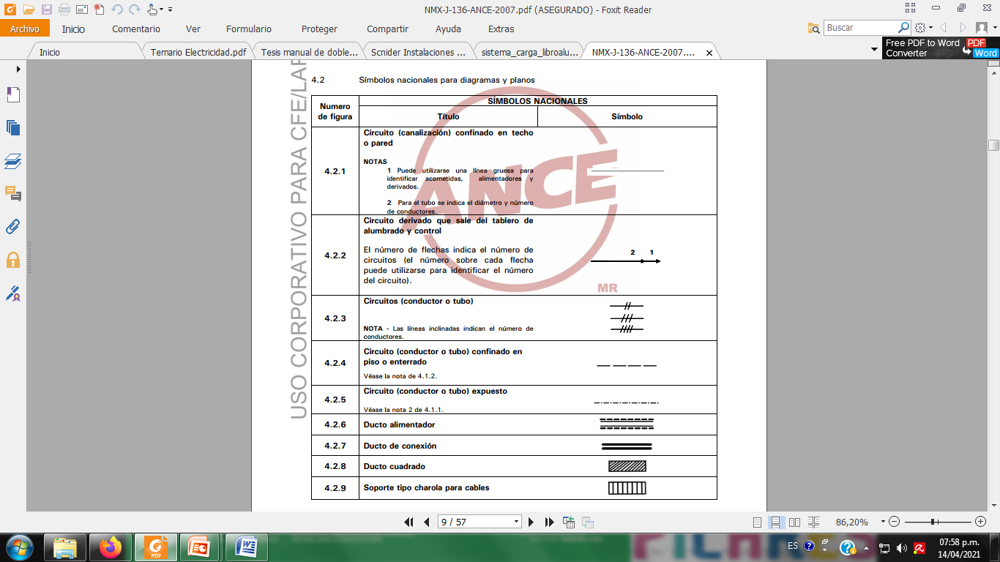 NMX-J-136-ANCE-2007.pdf (ASEGURADO) - Foxit Reader
Archivo
Inicio
Comentario
Ver
Formulario
Proteger
Compartir
Ayuda
Extras
Buscar
Inicio
Temario Electricidad.pdf
Tesis manual de doble...
Scnider Instalaciones ...
sistema_carga_libroalu...
NMX-J-136-ANCE-2007....
Free PDF to Word PDF
Converter Word
USO CORPORATIVO PARA CFE/LAP
4.2 Símbolos nacionales para diagramas y planos
Numero
de figura
SÍMBOLOS NACIONALES
Título
Símbolo
4.2.1
Circuito (canalización) confinado en techo
o pared
NOTAS
1 Puede utilizarse una línea gruesa para
identificar acometidas, alimentadores y
derivados.
2 Para el tubo se indica el diámetro y número
de conductores.
4.2.2
Circuito derivado que sale del tablero de
alumbrado y control
El número de flechas indica el número de
circuitos (el número sobre cada flecha
puede utilizarse para identificar el número
del circuito).
2 1
ANCE
MR
4.2.3
Circuitos (conductor o tubo)
NOTA - Las líneas inclinadas indican el número de
conductores.
4.2.4
Circuito (conductor o tubo) confinado en
piso o enterrado
Véase la nota de 4.1.2.
4.2.5
Circuito (conductor o tubo) expuesto
Véase la nota 2 de 4.1.1.
4.2.6
Ducto alimentador
4.2.7
Ducto de conexión
4.2.8
Ducto cuadrado
4.2.9
Soporte tipo charola para cables
9 / 57
86,20%
PDF
PILARES
ES
07:58 p.m.
14/04/2021